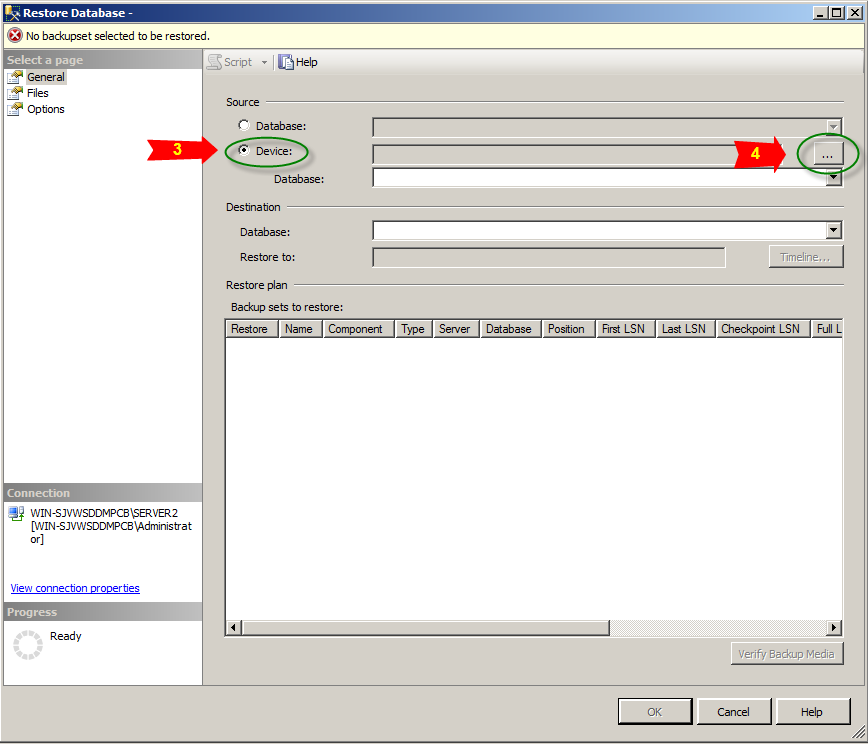 Restore Database -
No backupset selected to be restored.
Select a page
General
Files
Options
Script
Help
Source
Database:
3
Device:
4
...
Database:
Destination
Database:
Restore to:
Timeline...
Restore plan
Backup sets to restore:
Restore Name Component Type Server Database Position First LSN Last LSN Checkpoint LSN Full L
Connection
WIN-SJVWSDDMPCB\SERVER2
[WIN-SJVWSDDMPCB\Administrat
or]
View connection properties
Progress
Ready
Verify Backup Media
OK Cancel Help